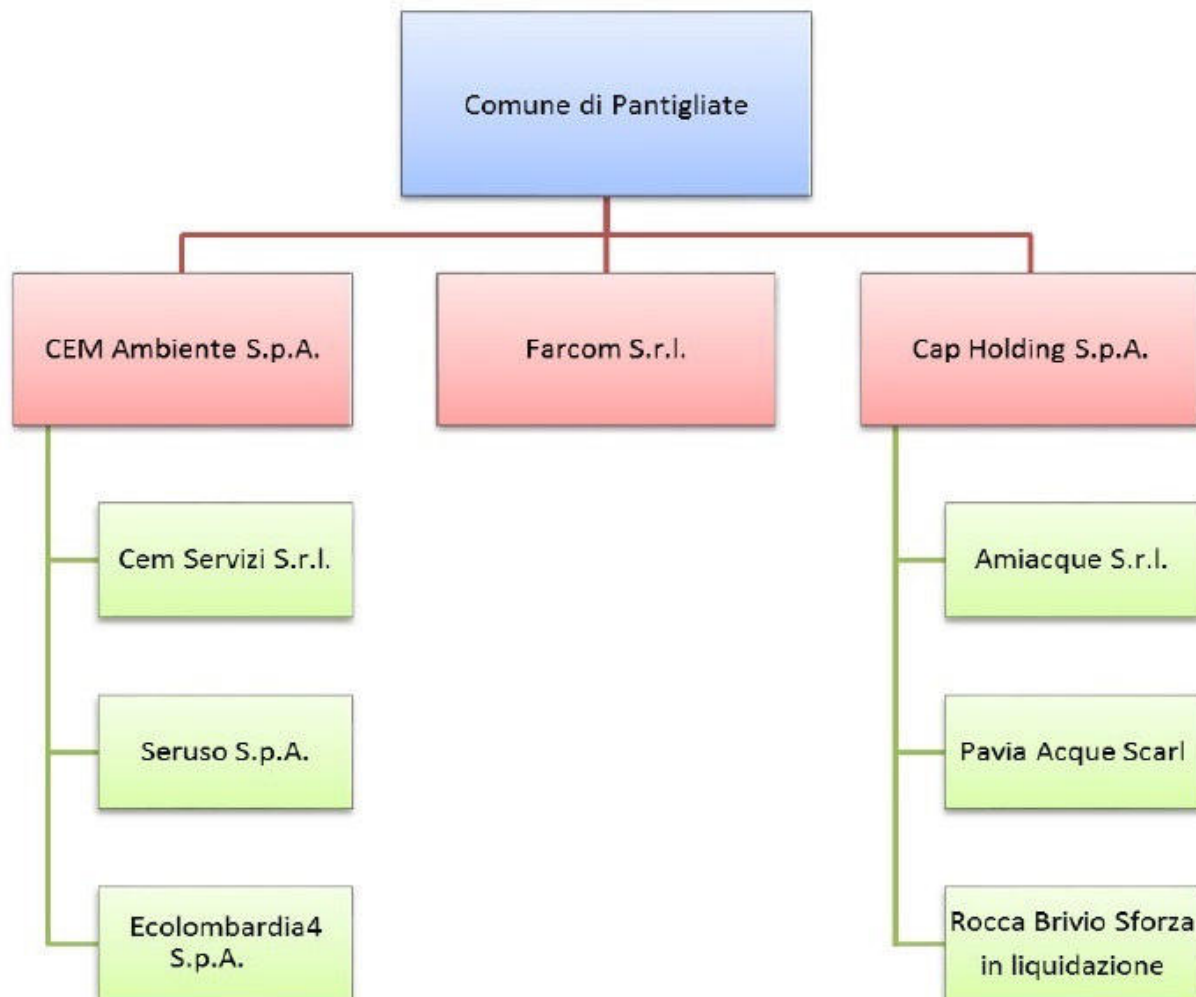 Comune di Pantigliate
CEM Ambiente S.p.A.
Farcom S.r.l.
Cap Holding S.p.A.
Cem Servizi S.r.l.
Amiacque S.r.l.
Seruso S.p.A.
Pavia Acque Scarl
Ecolombardia4
S.p.A.
Rocca Brivio Sforza
in liquidazione